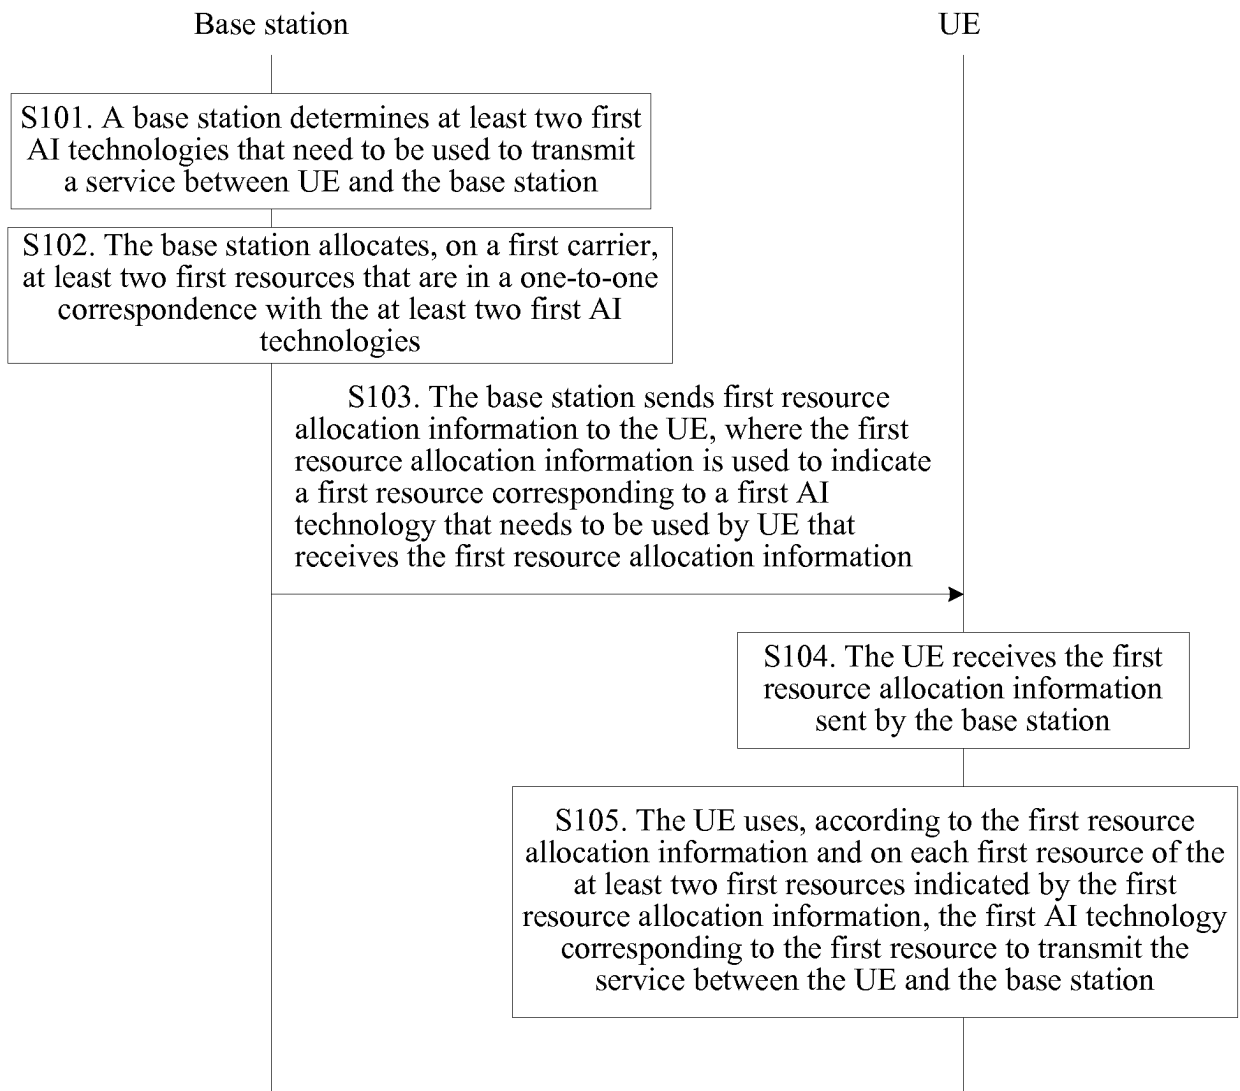 Base station
UE
S101. A base station determines at least two first
AI technologies that need to be used to transmit
a service between UE and the base station
S102. The base station allocates, on a first carrier,
at least two first resources that are in a one-to-one
correspondence with the at least two first AI
technologies
S103. The base station sends first resource
allocation information to the UE, where the first
resource allocation information is used to indicate
a first resource corresponding to a first AI
technology that needs to be used by UE that
receives the first resource allocation information
S104. The UE receives the first
resource allocation information
sent by the base station
S105. The UE uses, according to the first resource
allocation information and on each first resource of the
at least two first resources indicated by the first
resource allocation information, the first AI technology
corresponding to the first resource to transmit the
service between the UE and the base station